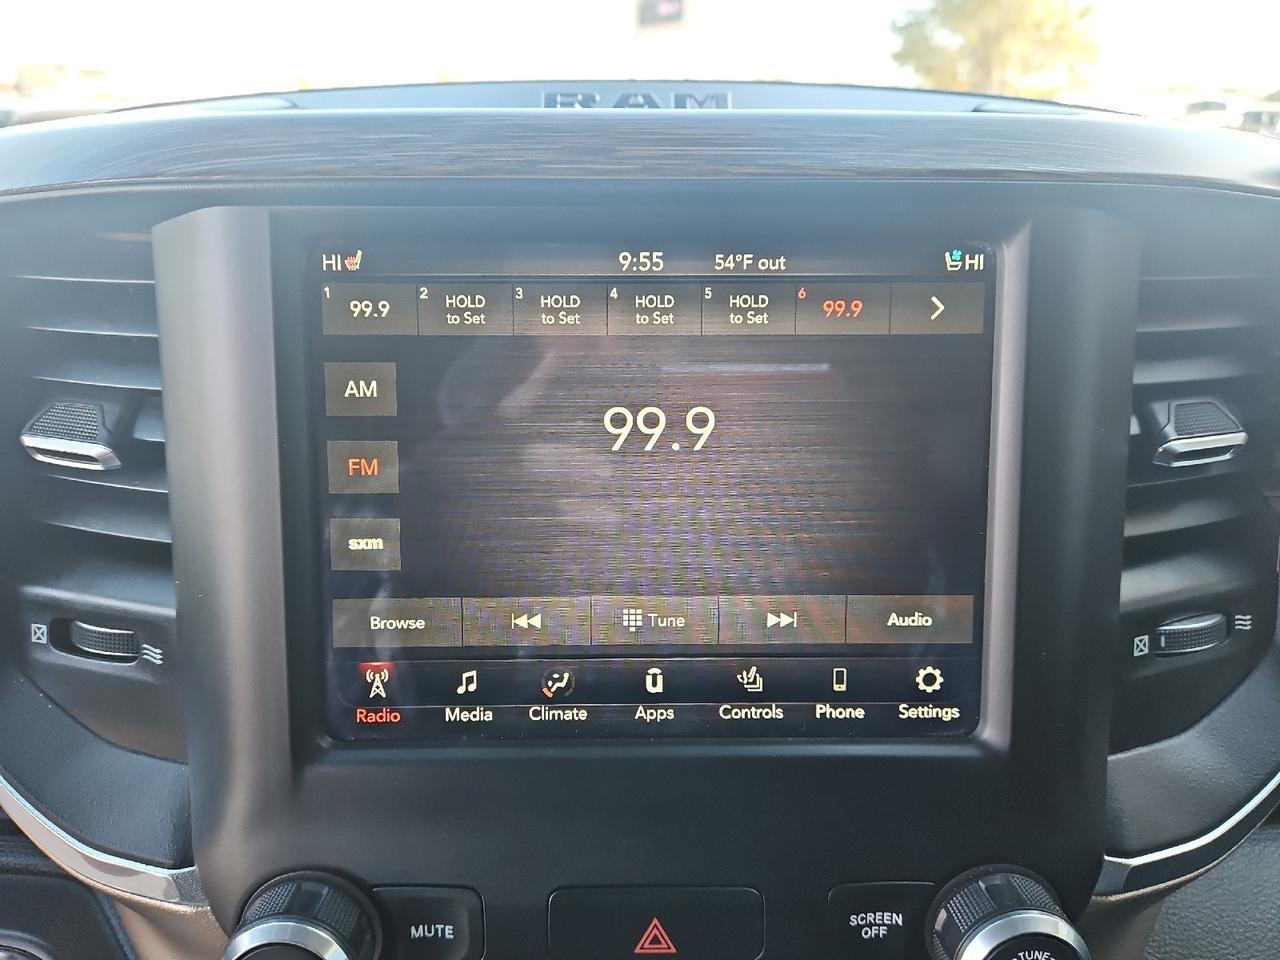 RAM
HI 9:55 54°F out HI
1 99.9 2 HOLD to Set 3 HOLD to Set 4 HOLD to Set 5 HOLD to Set 6 99.9
AM
99.9
FM
sxm
Browse Tune Audio
Radio Media Climate Apps Controls Phone Settings
MUTE
SCREEN
OFF
TUNE